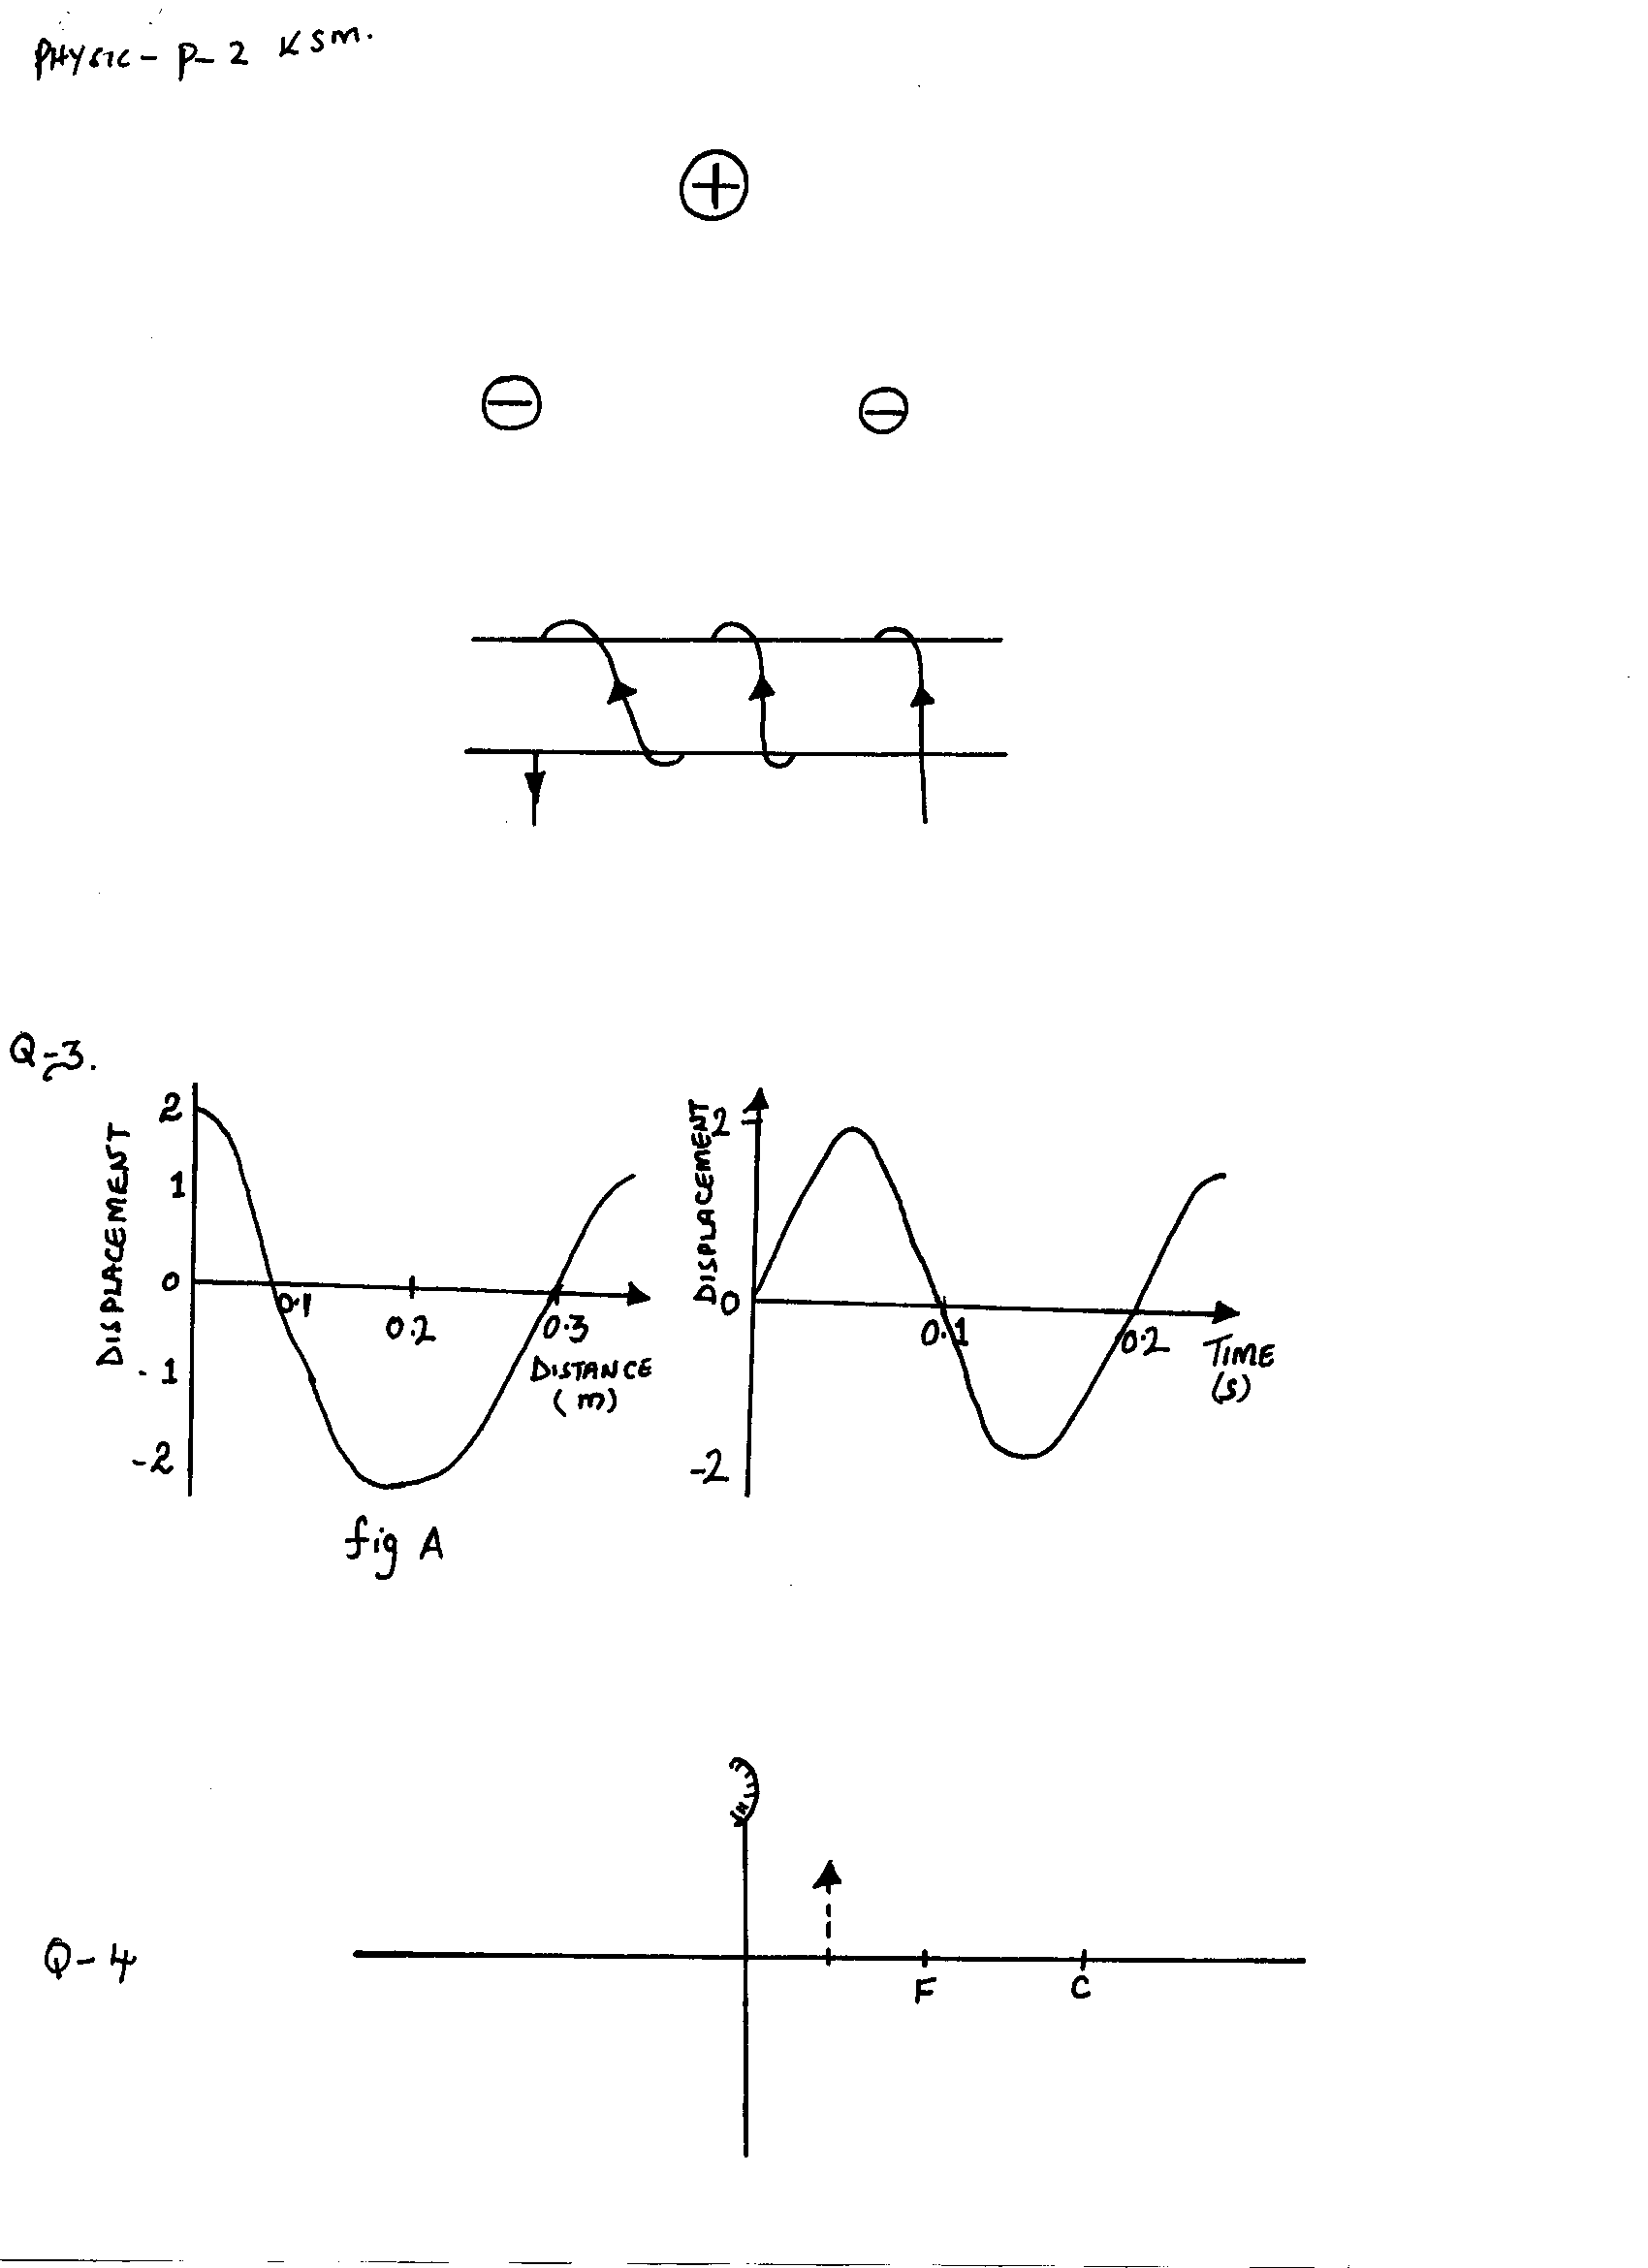 PHYSIC - P-2 KSM.
+
- -
Q-3.
DISPLACEMENT
2
1
0
-1
-2
0.1
0.2
0.3
DISTANCE
(m)
fig A
DISPLACEMENT
2
0
-2
0.1
0.2
TIME
(s)
Q-4
F
C